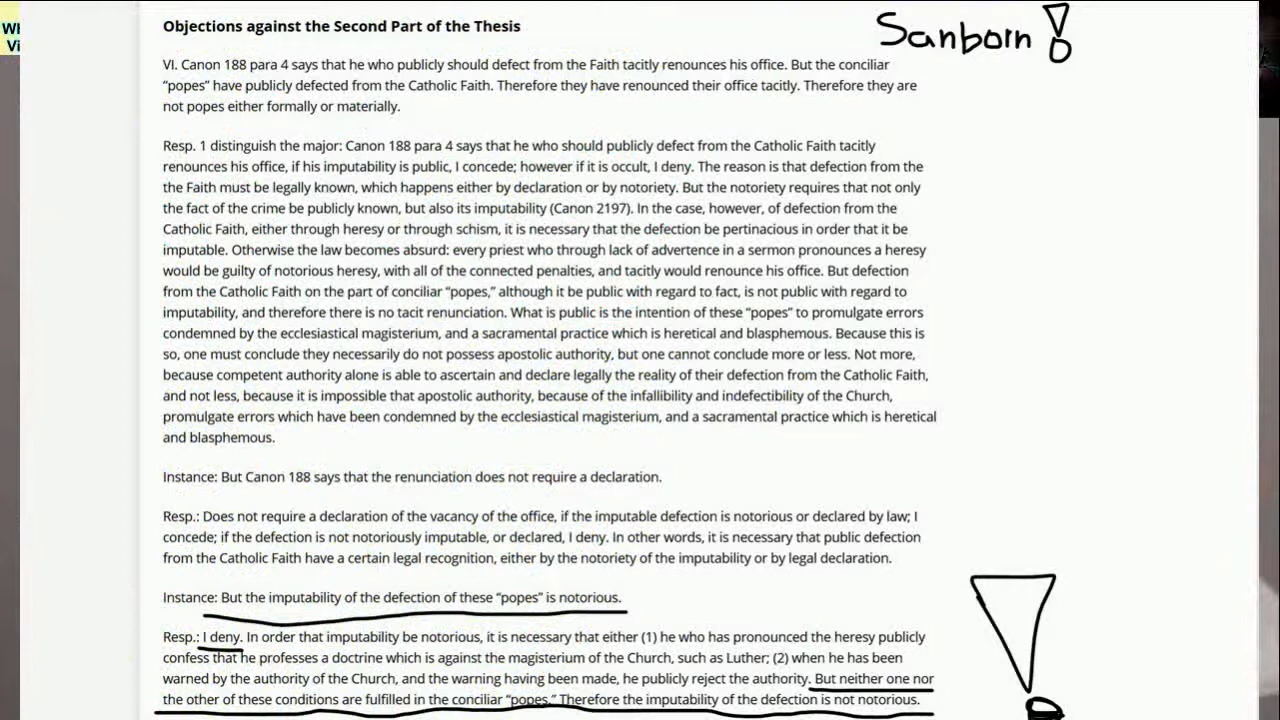 Wh
Vi
Sanborn !
Objections against the Second Part of the Thesis
VI. Canon 188 para 4 says that he who publicly should defect from the Faith tacitly renounces his office. But the conciliar
“popes” have publicly defected from the Catholic Faith. Therefore they have renounced their office tacitly. Therefore they are
not popes either formally or materially.
Resp. 1 distinguish the major: Canon 188 para 4 says that he who should publicly defect from the Catholic Faith tacitly
renounces his office, if his imputability is public, I concede; however if it is occult, I deny. The reason is that defection from the
the Faith must be legally known, which happens either by declaration or by notoriety. But the notoriety requires that not only
the fact of the crime be publicly known, but also its imputability (Canon 2197). In the case, however, of defection from the
Catholic Faith, either through heresy or through schism, it is necessary that the defection be pertinacious in order that it be
imputable. Otherwise the law becomes absurd: every priest who through lack of advertence in a sermon pronounces a heresy
would be guilty of notorious heresy, with all of the connected penalties, and tacitly would renounce his office. But defection
from the Catholic Faith on the part of conciliar “popes,” although it be public with regard to fact, is not public with regard to
imputability, and therefore there is no tacit renunciation. What is public is the intention of these “popes” to promulgate errors
condemned by the ecclesiastical magisterium, and a sacramental practice which is heretical and blasphemous. Because this is
so, one must conclude they necessarily do not possess apostolic authority, but one cannot conclude more or less. Not more,
because competent authority alone is able to ascertain and declare legally the reality of their defection from the Catholic Faith,
and not less, because it is impossible that apostolic authority, because of the infallibility and indefectibility of the Church,
promulgate errors which have been condemned by the ecclesiastical magisterium, and a sacramental practice which is heretical
and blasphemous.
Instance: But Canon 188 says that the renunciation does not require a declaration.
Resp.: Does not require a declaration of the vacancy of the office, if the imputable defection is notorious or declared by law; I
concede; if the defection is not notoriously imputable, or declared, I deny. In other words, it is necessary that public defection
from the Catholic Faith have a certain legal recognition, either by the notoriety of the imputability or by legal declaration.
Instance: But the imputability of the defection of these “popes” is notorious.
Resp.: I deny. In order that imputability be notorious, it is necessary that either (1) he who has pronounced the heresy publicly
confess that he professes a doctrine which is against the magisterium of the Church, such as Luther; (2) when he has been
warned by the authority of the Church, and the warning having been made, he publicly reject the authority. But neither one nor
the other of these conditions are fulfilled in the conciliar “popes.” Therefore the imputability of the defection is not notorious.
!